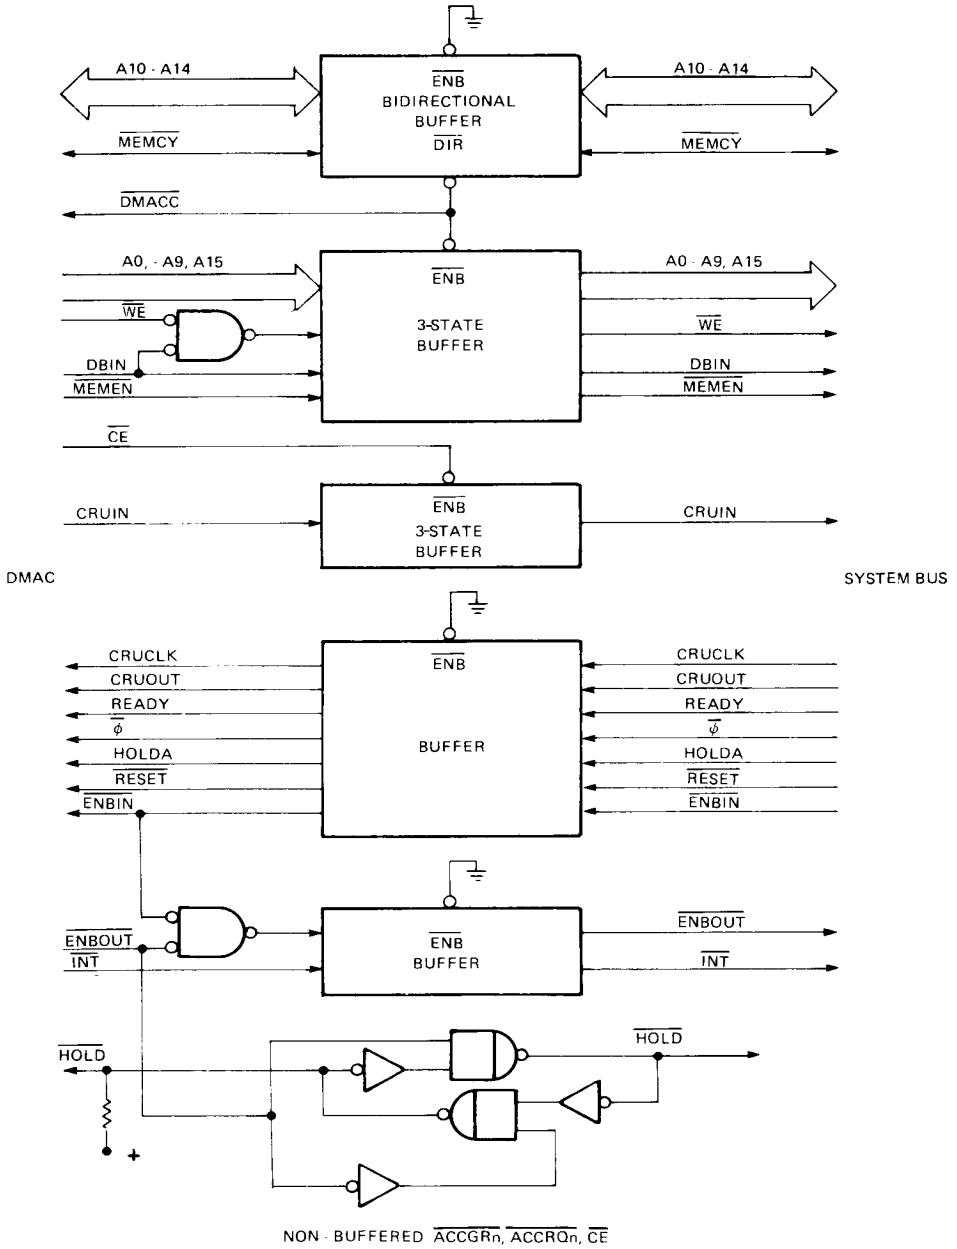 A10 - A14
A10 - A14
ENB
BIDIRECTIONAL
BUFFER
DIR
MEMCY
MEMCY
DMACC
A0, - A9, A15
A0 - A9, A15
ENB
WE
3-STATE
BUFFER
WE
DBIN
DBIN
MEMEN
MEMEN
CE
ENB
3-STATE
BUFFER
CRUIN
CRUIN
DMAC
SYSTEM BUS
ENB
BUFFER
CRUCLK
CRUCLK
CRUOUT
CRUOUT
READY
READY
φ
φ
HOLDA
HOLDA
RESET
RESET
ENBIN
ENBIN
ENBOUT
ENB
BUFFER
ENBOUT
INT
INT
HOLD
HOLD
+
NON - BUFFERED ACCGRn, ACCRQn, CE